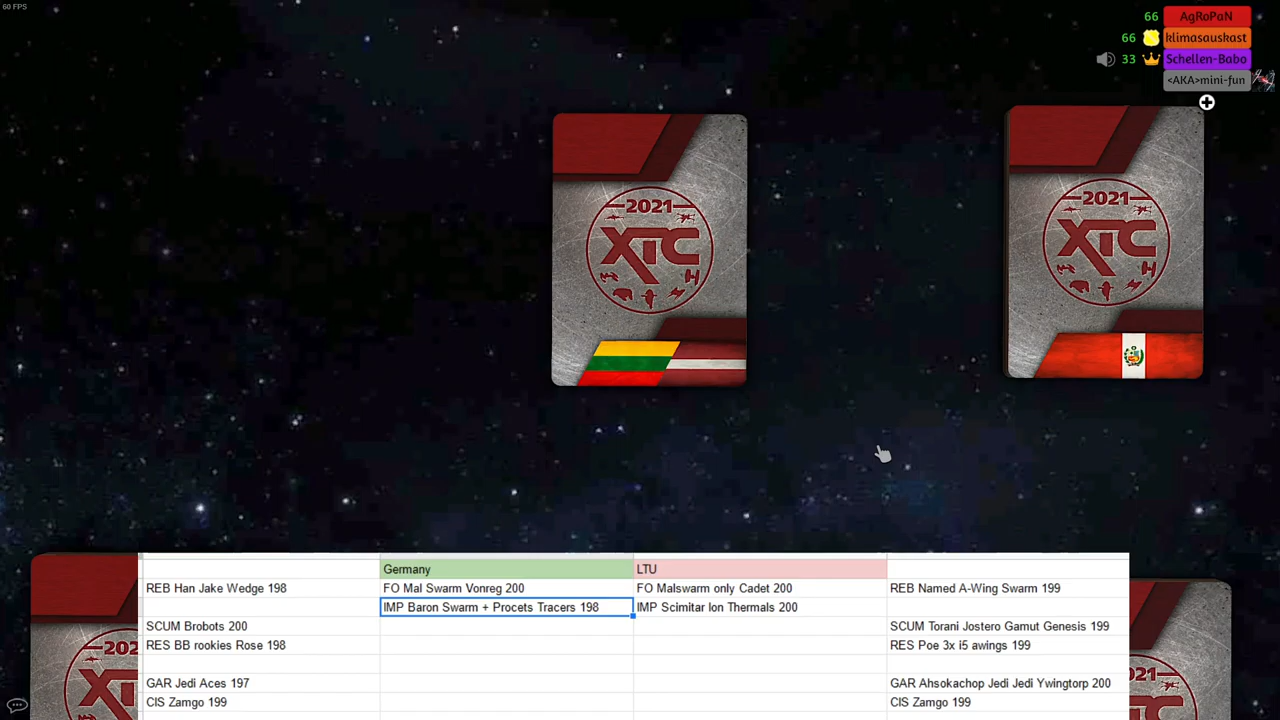 60 FPS
66 AgRoPaN
66 klimasauskast
33 Schellen-Babo
<AKA>mini-fun
2021
XTC
2021
XTC
Germany LTU
REB Han Jake Wedge 198 FO Mal Swarm Vonreg 200 FO Malswarm only Cadet 200 REB Named A-Wing Swarm 199
IMP Baron Swarm + Procets Tracers 198 IMP Scimitar Ion Thermals 200
SCUM Brobots 200 SCUM Torani Jostero Gamut Genesis 199
RES BB rookies Rose 198 RES Poe 3x i5 awings 199
GAR Jedi Aces 197 GAR Ahsokachop Jedi Jedi Ywingtorp 200
CIS Zamgo 199 CIS Zamgo 199